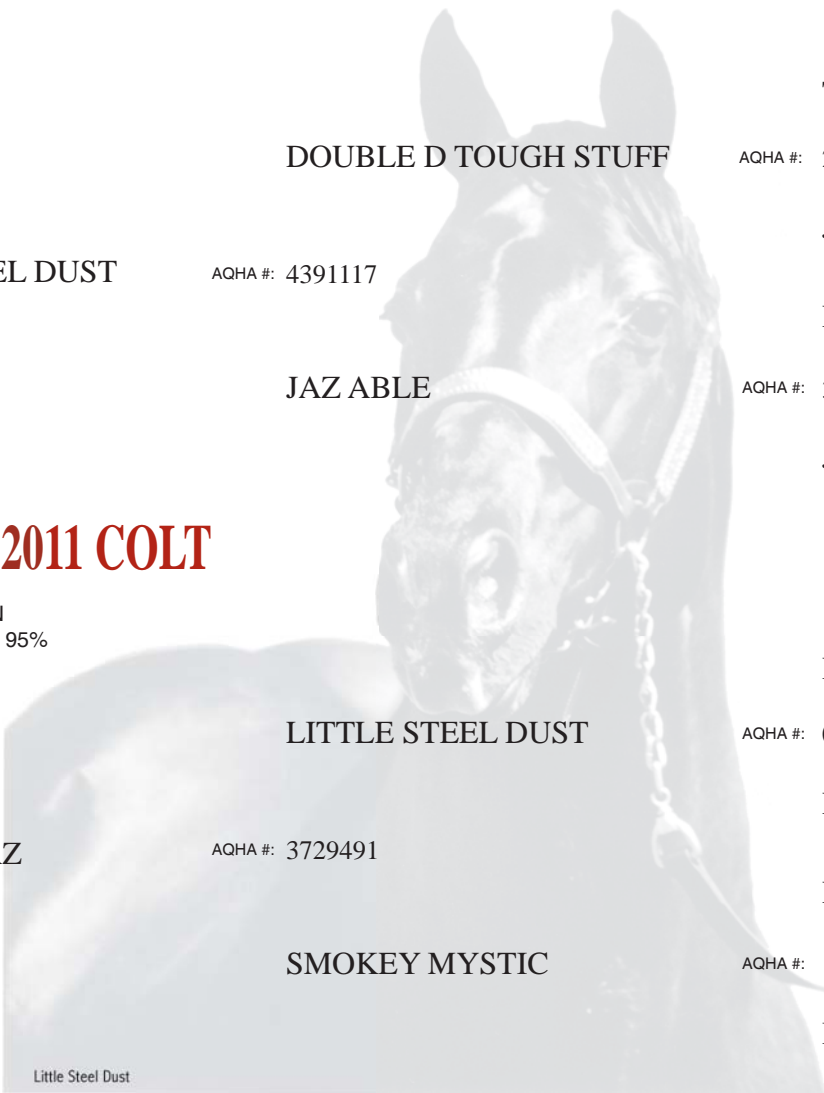 DOUBLE D TOUGH STUFF AQHA #:
EL DUST AQHA #: 4391117
JAZ ABLE AQHA #:
2011 COLT
95%
LITTLE STEEL DUST AQHA #:
AZ AQHA #: 3729491
SMOKEY MYSTIC AQHA #:
Little Steel Dust